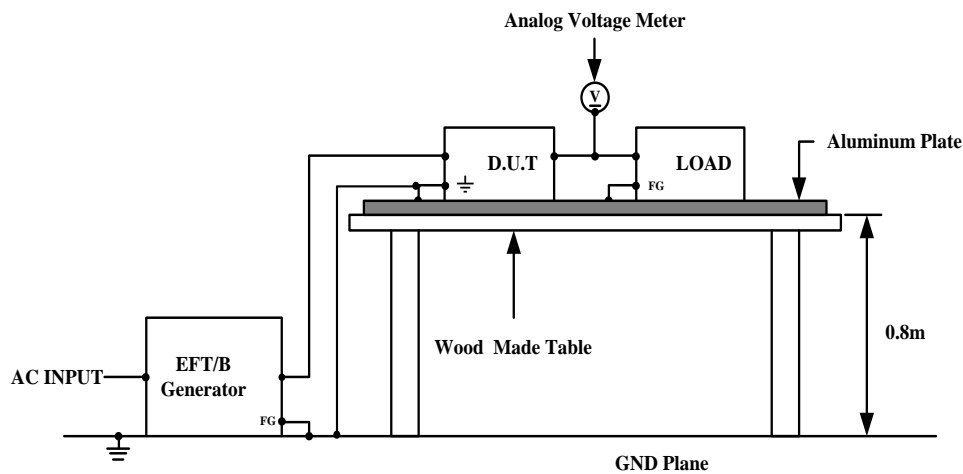 Analog Voltage Meter
V
D.U.T
LOAD
Aluminum Plate
FG
Wood Made Table
0.8m
EFT/B
Generator
AC INPUT
FG
GND Plane